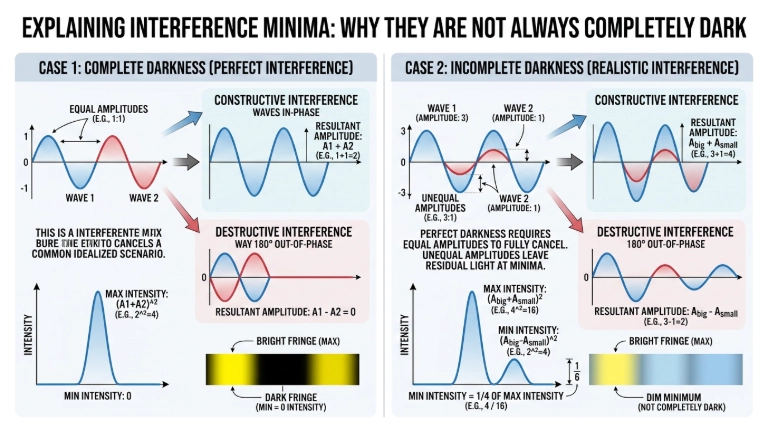 EXPLAINING INTERFERENCE MINIMA: WHY THEY ARE NOT ALWAYS COMPLETELY DARK
CASE 1: COMPLETE DARKNESS (PERFECT INTERFERENCE)
EQUAL AMPLITUDES
(E.G., 1:1)
1
0
-1
WAVE 1
WAVE 2
CONSTRUCTIVE INTERFERENCE
WAVES IN-PHASE
RESULTANT
AMPLITUDE:
A1 + A2
(E.G., 1+1=2)
THIS IS A INTERFERENTE
BURE THE TO CANCELS A
COMMON IDEALIZED SCENARIO.
DESTRUCTIVE INTERFERENCE
WAY 180° OUT-OF-PHASE
0
RESULTANT AMPLITUDE: A1 - A2 = 0
INTENSITY
MAX INTENSITY:
(A1+A2)^2
(E.G., 2^2=4)
MIN INTENSITY: 0
BRIGHT FRINGE (MAX)
DARK FRINGE
(MIN = 0 INTENSITY)
CASE 2: INCOMPLETE DARKNESS (REALISTIC INTERFERENCE)
WAVE 1
(AMPLITUDE: 3)
WAVE 2
(AMPLITUDE: 1)
3
0
-3
UNEQUAL
AMPLITUDES
(E.G., 3:1)
WAVE 2
(AMPLITUDE: 1)
CONSTRUCTIVE INTERFERENCE
RESULTANT
AMPLITUDE:
Abig + Asmall
(E.G., 3+1=4)
PERFECT DARKNESS REQUIRES
EQUAL AMPLITUDES TO FULLY CANCEL.
UNEQUAL AMPLITUDES LEAVE
RESIDUAL LIGHT AT MINIMA.
DESTRUCTIVE INTERFERENCE
180° OUT-OF-PHASE
0
RESULTANT AMPLITUDE: Abig - Asmall
(E.G., 3-1=2)
INTENSITY
MAX INTENSITY:
(Abig+Asmall)^2
(E.G., 4^2=16)
MIN INTENSITY:
(Abig-Asmall)^2
(E.G., 2^2=4)
1
6
MIN INTENSITY = 1/4 OF MAX INTENSITY
(E.G., 4 / 16)
BRIGHT FRINGE (MAX)
DIM MINIMUM
(NOT COMPLETELY DARK)